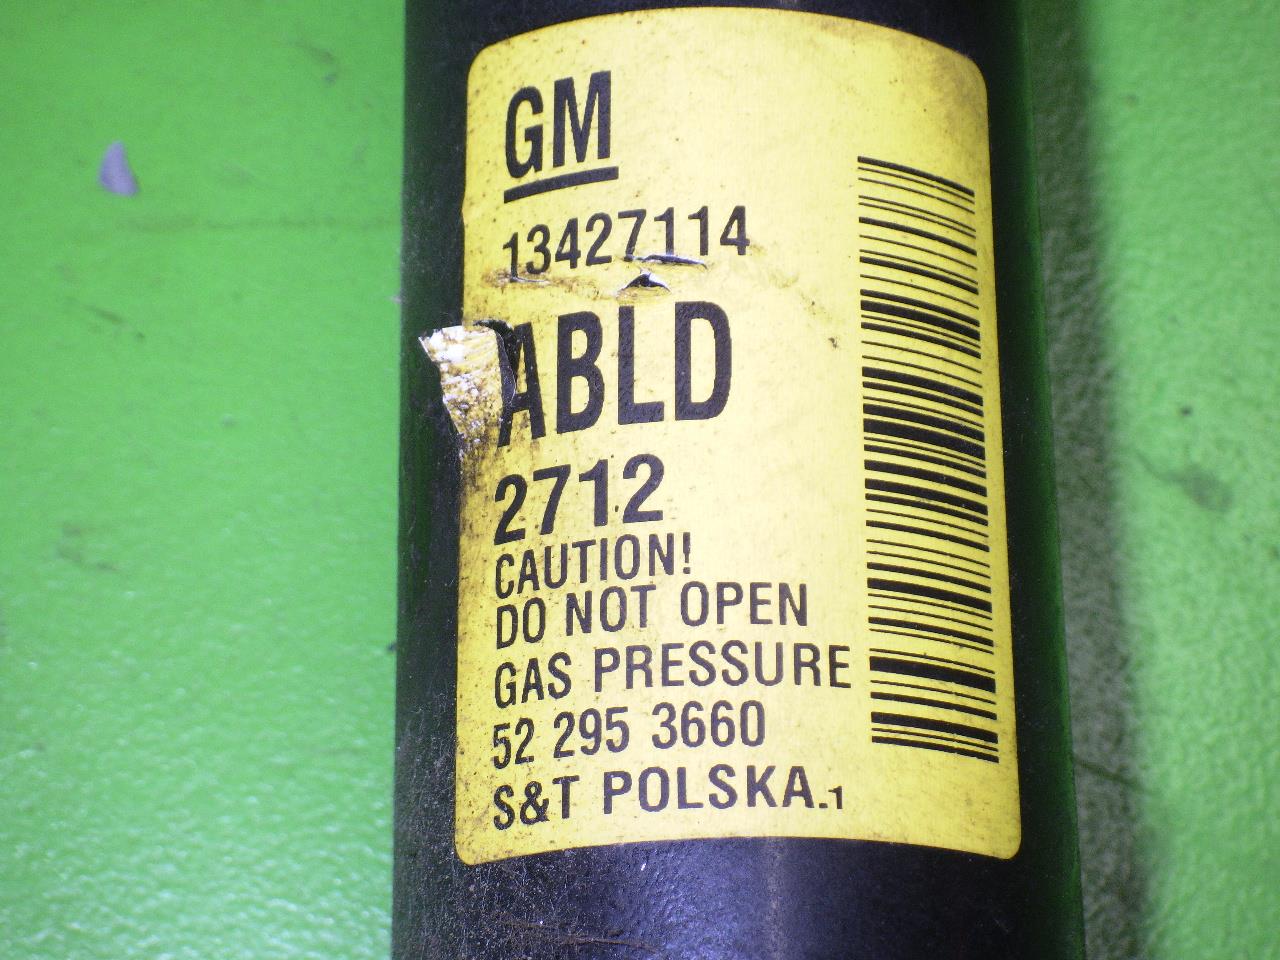 GM
13427114
ABLD
2712
CAUTION!
DO NOT OPEN
GAS PRESSURE
52 295 3660
S&T POLSKA.1